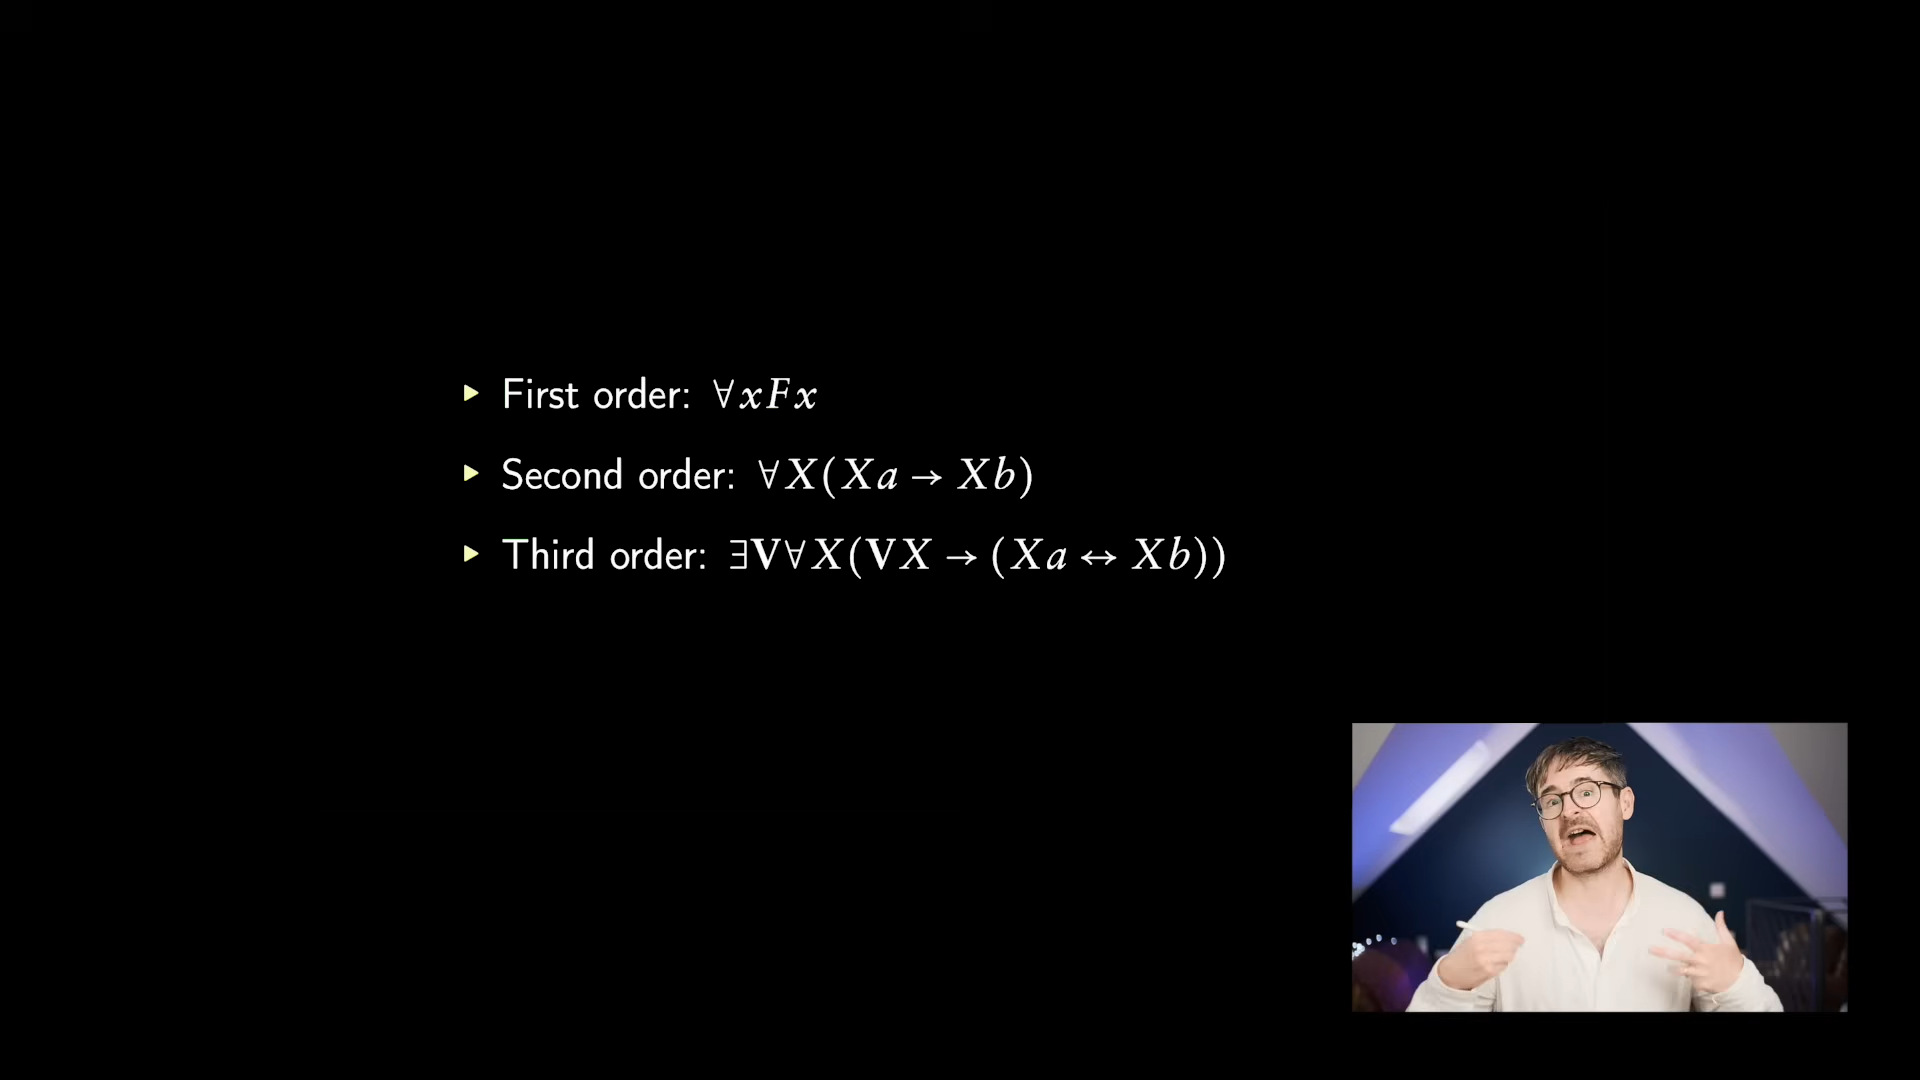 First order: ∀xFx
Second order: ∀X(Xa → Xb)
Third order: ∃V∀X(VX → (Xa ↔ Xb))